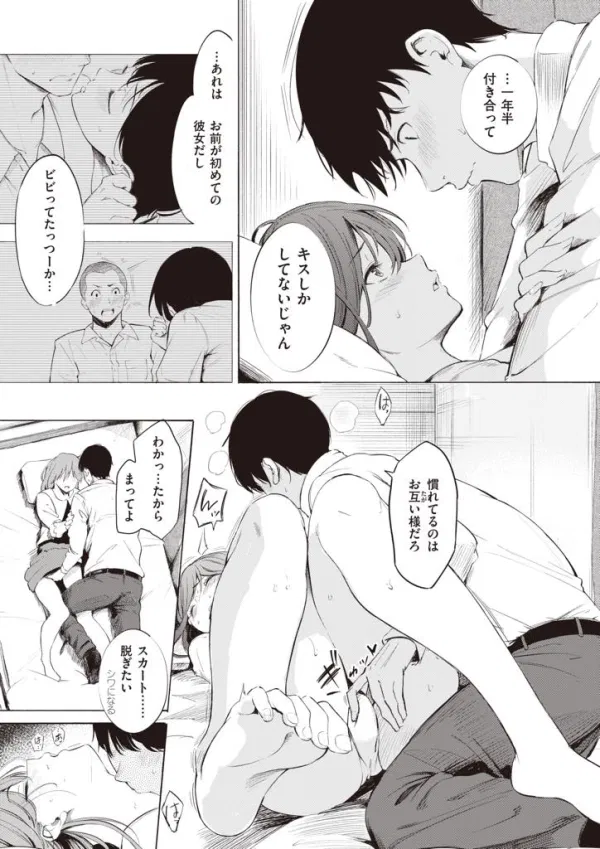 …一年半
付き合って
キスしか
してないじゃん
…あれは
お前が初めての
彼女だし
ビビってたっつーか…
は。
慣れてるのは
お互い様だろ
たが
わかっ…たから
まってよ
スカート……
脱ぎたい
シワになる